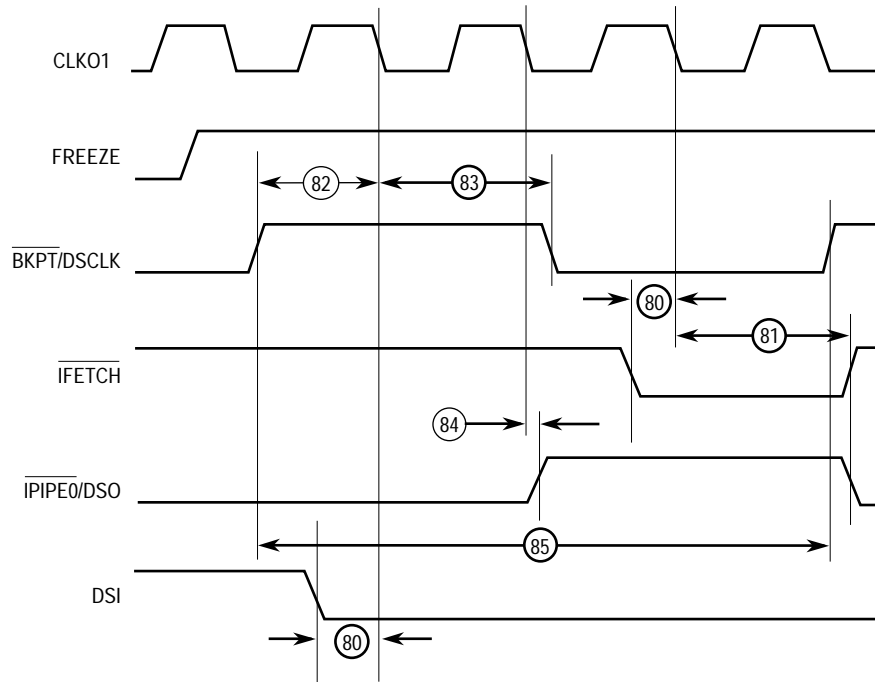 CLKO1
FREEZE
82
83
BKPT/DSCLK
80
81
IFETCH
84
IPIPE0/DSO
85
DSI
80